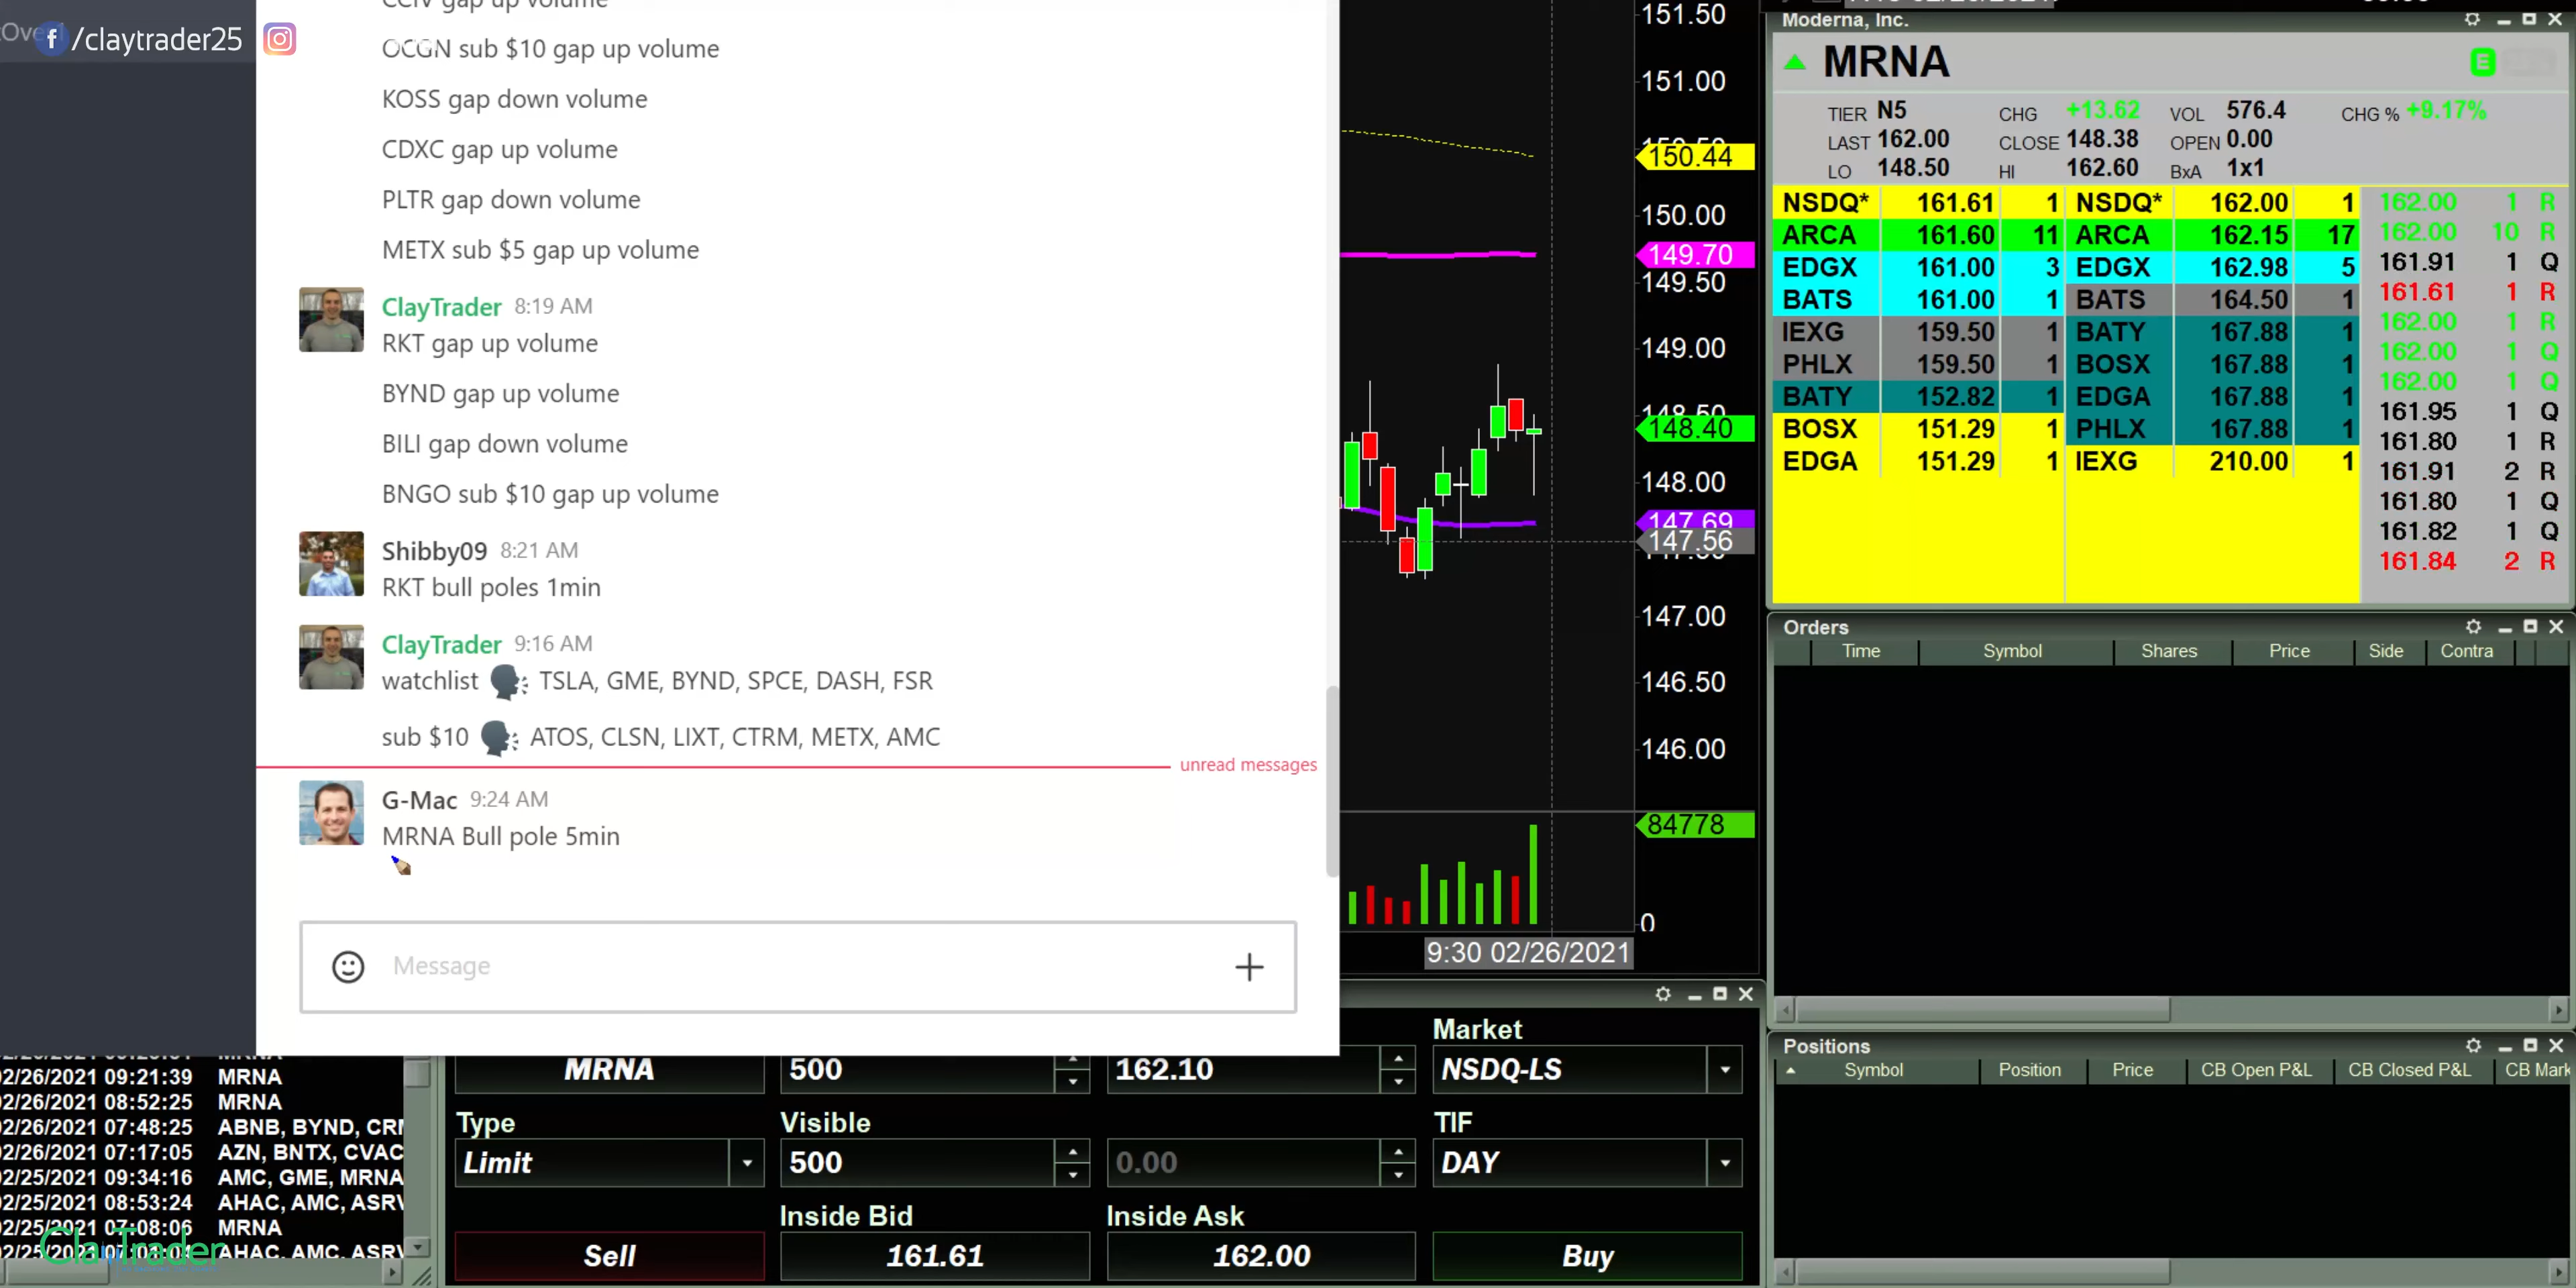 /claytrader25
CCIV gap up volume
OCGN sub $10 gap up volume
KOSS gap down volume
CDXC gap up volume
PLTR gap down volume
METX sub $5 gap up volume
ClayTrader 8:19 AM
RKT gap up volume
BYND gap up volume
BILI gap down volume
BNGO sub $10 gap up volume
Shibby09 8:21 AM
RKT bull poles 1min
ClayTrader 9:16 AM
watchlist TSLA, GME, BYND, SPCE, DASH, FSR
sub $10 ATOS, CLSN, LIXT, CTRM, METX, AMC
unread messages
G-Mac 9:24 AM
MRNA Bull pole 5min
Message
151.50
151.00
150.44
150.00
149.70
149.50
149.00
148.40
148.00
147.69
147.56
147.00
146.50
146.00
84778
0
9:30 02/26/2021
Moderna, Inc.
MRNA
E
TIER N5 CHG +13.62 VOL 576.4 CHG % +9.17%
LAST 162.00 CLOSE 148.38 OPEN 0.00
LO 148.50 HI 162.60 BxA 1x1
NSDQ* 161.61 1 NSDQ* 162.00 1
ARCA 161.60 11 ARCA 162.15 17
EDGX 161.00 3 EDGX 162.98 5
BATS 161.00 1 BATS 164.50 1
IEXG 159.50 1 BATY 167.88 1
PHLX 159.50 1 BOSX 167.88 1
BATY 152.82 1 EDGA 167.88 1
BOSX 151.29 1 PHLX 167.88 1
EDGA 151.29 1 IEXG 210.00 1
162.00 1 R
162.00 10 R
161.91 1 Q
161.61 1 R
162.00 1 R
162.00 1 Q
162.00 1 Q
161.95 1 Q
161.80 1 R
161.91 2 R
161.80 1 Q
161.82 1 Q
161.84 2 R
Orders
Time Symbol Shares Price Side Contra
Positions
Symbol Position Price CB Open P&L CB Closed P&L CB Mark
02/26/2021 09:21:39 MRNA
02/26/2021 08:52:25 MRNA
02/26/2021 07:48:25 ABNB, BYND, CRM
02/26/2021 07:17:05 AZN, BNTX, CVAC
02/25/2021 09:34:16 AMC, GME, MRNA
02/25/2021 08:53:24 AHAC, AMC, ASRV
02/25/2021 07:08:06 MRNA
AHAC, AMC, ASRV
ClayTrader
Market
MRNA 500 162.10 NSDQ-LS
Type Visible TIF
Limit 500 0.00 DAY
Inside Bid Inside Ask
Sell 161.61 162.00 Buy